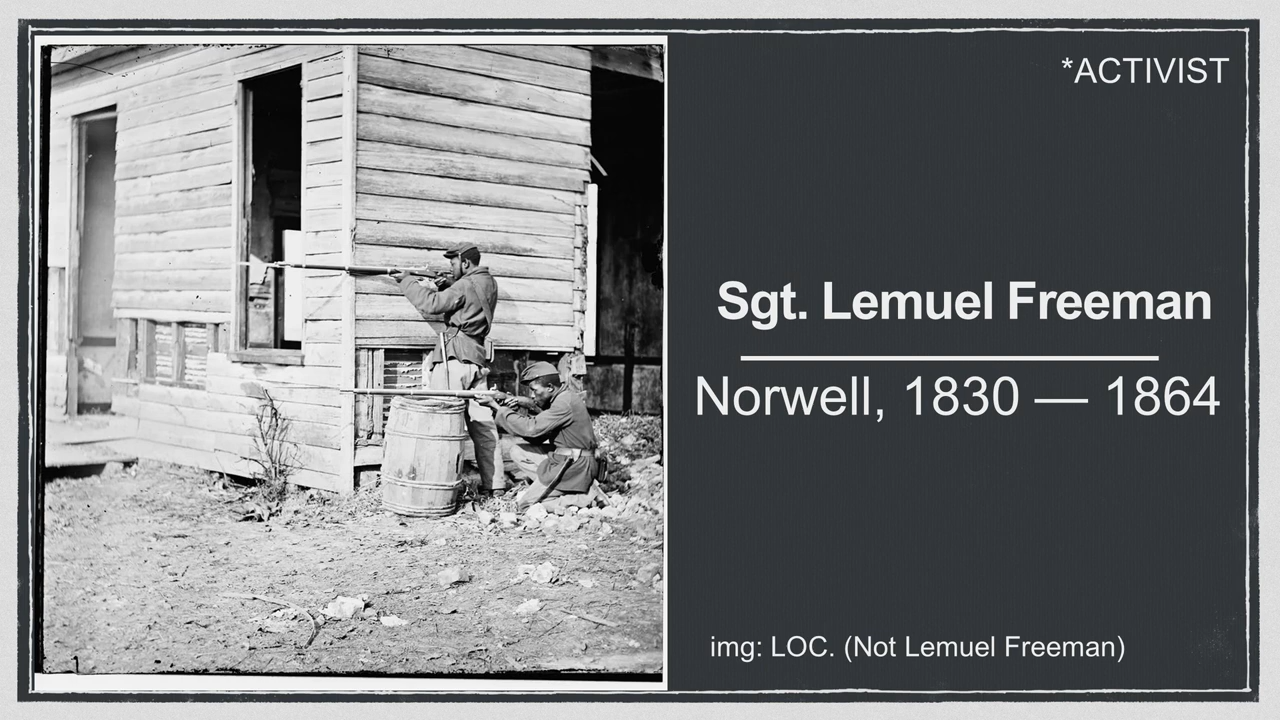 *ACTIVIST
Sgt. Lemuel Freeman
Norwell, 1830 — 1864
img: LOC. (Not Lemuel Freeman)